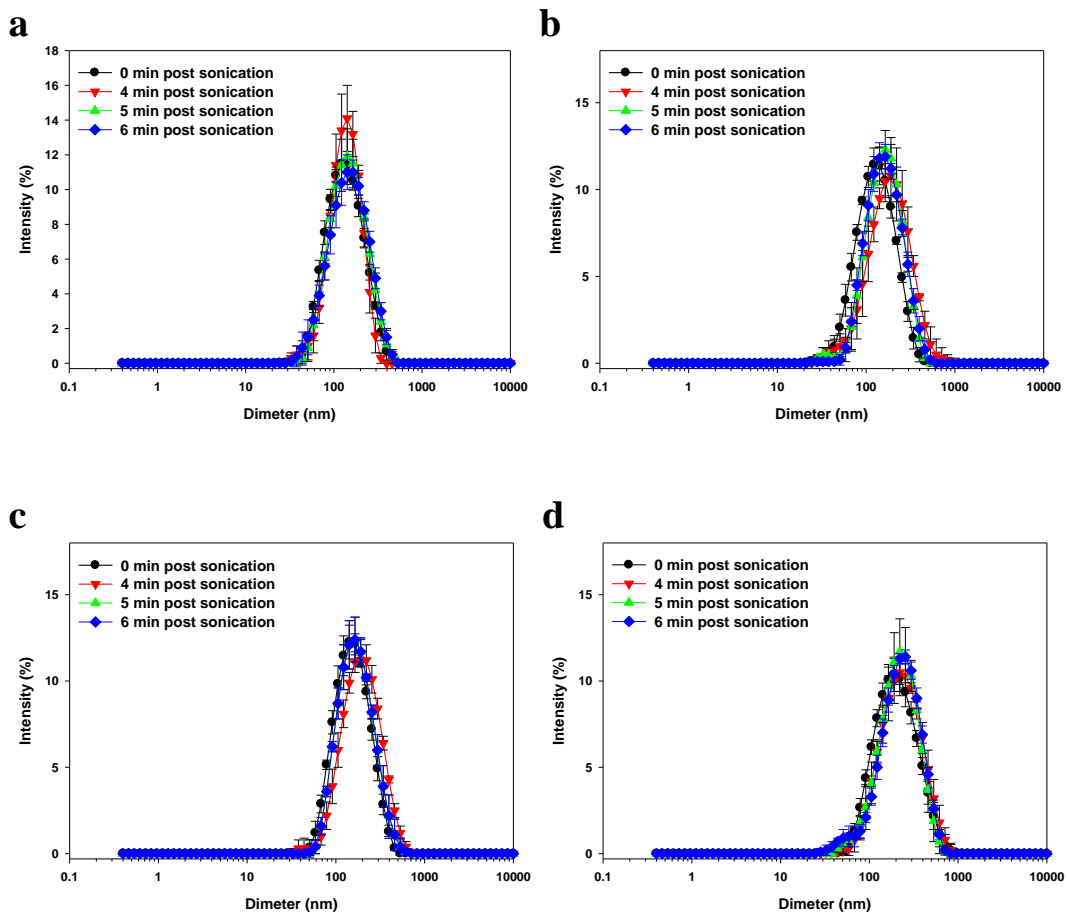 a
18
16
14
12
10
8
6
4
2
0
Intensity (%)
0 min post sonication
4 min post sonication
5 min post sonication
6 min post sonication
0.1 1 10 100 1000 10000
Dimeter (nm)
b
15
10
5
0
Intensity (%)
0 min post sonication
4 min post sonication
5 min post sonication
6 min post sonication
0.1 1 10 100 1000 10000
Dimeter (nm)
c
15
10
5
0
Intensity (%)
0 min post sonication
4 min post sonication
5 min post sonication
6 min post sonication
0.1 1 10 100 1000 10000
Dimeter (nm)
d
15
10
5
0
Intensity (%)
0 min post sonication
4 min post sonication
5 min post sonication
6 min post sonication
0.1 1 10 100 1000 10000
Dimeter (nm)